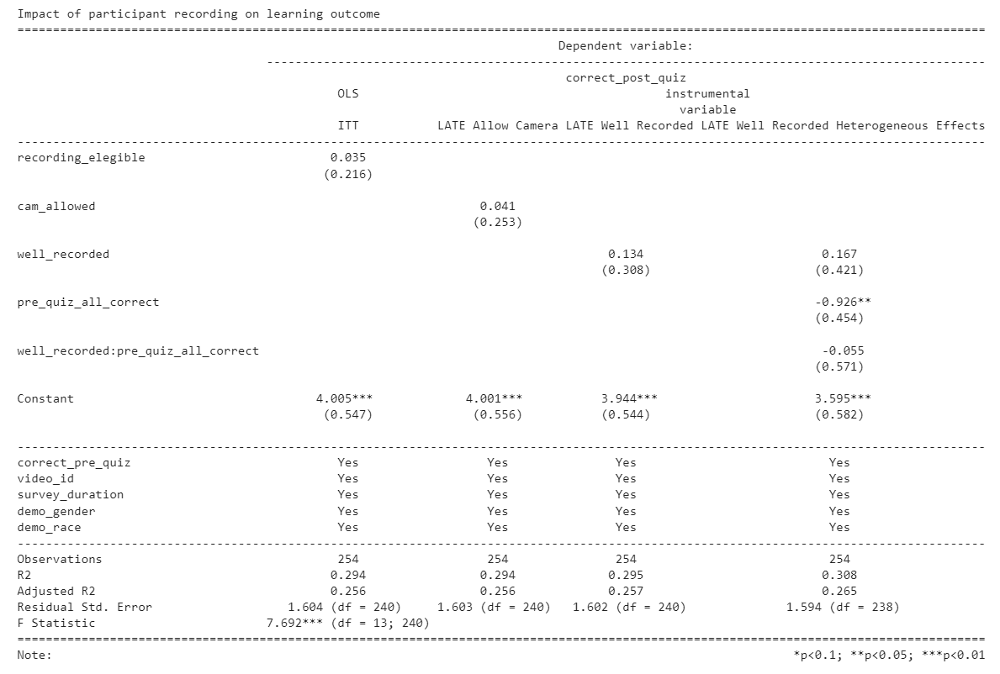 Impact of participant recording on learning outcome
=========================================================================================================================================
Dependent variable:
-----------------------------------------------------------------------------------------------------
correct_post_quiz
OLS instrumental
variable
ITT LATE Allow Camera LATE Well Recorded LATE Well Recorded Heterogeneous Effects
-----------------------------------------------------------------------------------------------------------------------------------------
recording_elegible 0.035
(0.216)
cam_allowed 0.041
(0.253)
well_recorded 0.134 0.167
(0.308) (0.421)
pre_quiz_all_correct -0.926**
(0.454)
well_recorded:pre_quiz_all_correct -0.055
(0.571)
Constant 4.005*** 4.001*** 3.944*** 3.595***
(0.547) (0.556) (0.544) (0.582)
-----------------------------------------------------------------------------------------------------------------------------------------
correct_pre_quiz Yes Yes Yes Yes
video_id Yes Yes Yes Yes
survey_duration Yes Yes Yes Yes
demo_gender Yes Yes Yes Yes
demo_race Yes Yes Yes Yes
-----------------------------------------------------------------------------------------------------------------------------------------
Observations 254 254 254 254
R2 0.294 0.294 0.295 0.308
Adjusted R2 0.256 0.256 0.257 0.265
Residual Std. Error 1.604 (df = 240) 1.603 (df = 240) 1.602 (df = 240) 1.594 (df = 238)
F Statistic 7.692*** (df = 13; 240)
=========================================================================================================================================
Note: *p<0.1; **p<0.05; ***p<0.01